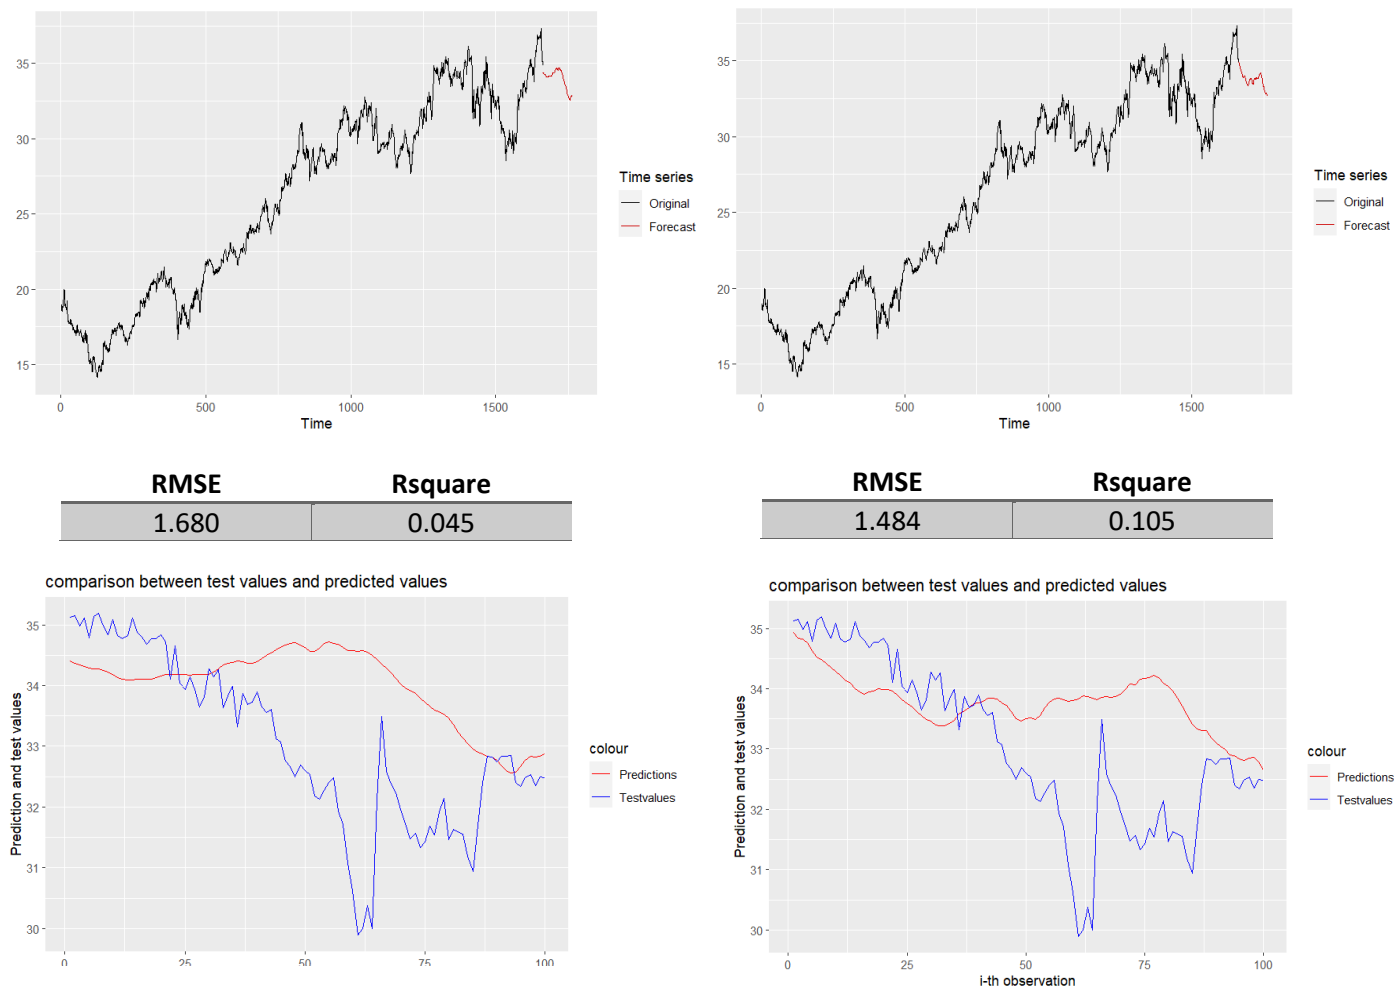 35
30
25
20
15
0
500
1000
1500
Time
Time series
Original
Forecast
35
30
25
20
15
0
500
1000
1500
Time
Time series
Original
Forecast
RMSE Rsquare
1.680 0.045
RMSE Rsquare
1.484 0.105
comparison between test values and predicted values
Prediction and test values
35
34
33
32
31
30
0
25
50
75
100
colour
Predictions
Testvalues
comparison between test values and predicted values
Prediction and test values
35
34
33
32
31
30
0
25
50
75
100
i-th observation
colour
Predictions
Testvalues